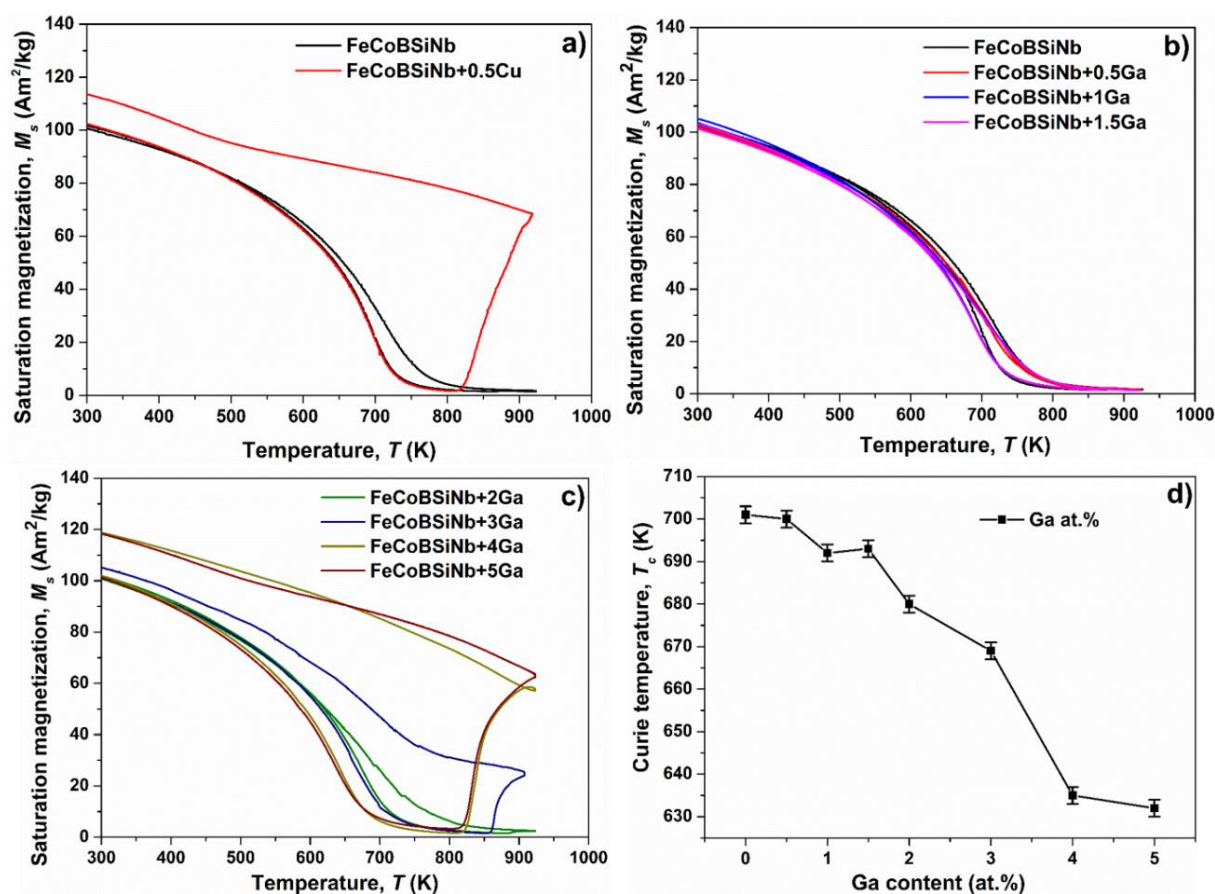 a)
FeCoBSiNb
FeCoBSiNb+0.5Cu
Saturation magnetization, Ms (Am²/kg)
140
120
100
80
60
40
20
0
300 400 500 600 700 800 900 1000
Temperature, T (K)
b)
FeCoBSiNb
FeCoBSiNb+0.5Ga
FeCoBSiNb+1Ga
FeCoBSiNb+1.5Ga
Saturation magnetization, Ms (Am²/kg)
140
120
100
80
60
40
20
0
300 400 500 600 700 800 900 1000
Temperature, T (K)
c)
FeCoBSiNb+2Ga
FeCoBSiNb+3Ga
FeCoBSiNb+4Ga
FeCoBSiNb+5Ga
Saturation magnetization, Ms (Am²/kg)
140
120
100
80
60
40
20
0
300 400 500 600 700 800 900 1000
Temperature, T (K)
d)
Ga at.%
Curie temperature, Tc (K)
710
700
690
680
670
660
650
640
630
0 1 2 3 4 5
Ga content (at.%)